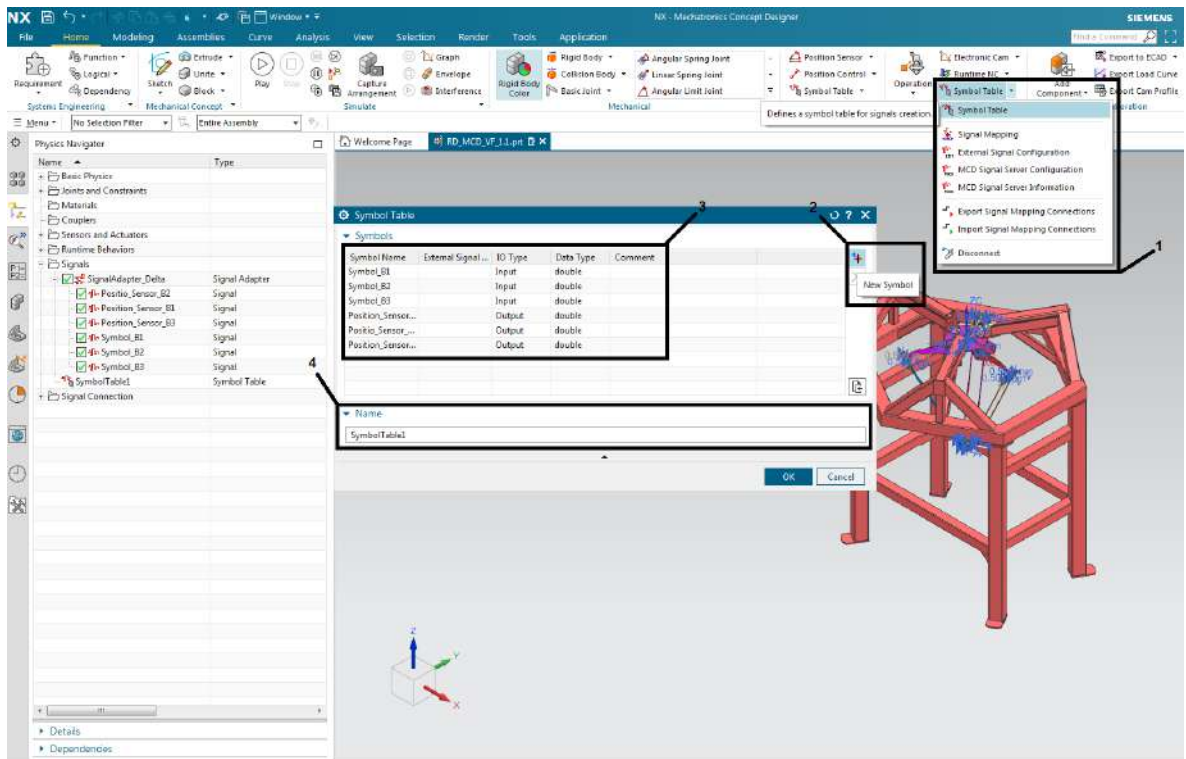 NX
Window
NX - Mechatronics Concept Designer
SIEMENS
File Home Modeling Assemblies Curve Analysis View Selection Render Tools Application
Find a Command
Requirement
Function
Logical
Dependency
Systems Engineering
Sketch
Extrude
Unite
Block
Mechanical Concept
Play
Stop
Capture
Arrangement
Graph
Envelope
Interference
Simulate
Rigid Body
Color
Rigid Body
Collision Body
Basic Joint
Angular Spring Joint
Linear Spring Joint
Angular Limit Joint
Mechanical
Position Sensor
Position Control
Symbol Table
Defines a symbol table for signals creation.
Operation
Electronic Cam
Runtime NC
Symbol Table
Add
Component
Export to ECAD
Export Load Curve
Export Cam Profile
Symbol Table
Signal Mapping
External Signal Configuration
MCD Signal Server Configuration
MCD Signal Server Information
Export Signal Mapping Connections
Import Signal Mapping Connections
Disconnect
1
Menu
No Selection Filter
Entire Assembly
Physics Navigator
Welcome Page
RD_MCD_VF_1.1.prt
Name Type
Basic Physics
Joints and Constraints
Materials
Couplers
Sensors and Actuators
Runtime Behaviors
Signals
SignalAdapter_Delta Signal Adapter
Positio_Sensor_B2 Signal
Position_Sensor_B1 Signal
Position_Sensor_B3 Signal
Symbol_B1 Signal
Symbol_B2 Signal
Symbol_B3 Signal
SymbolTable1 Symbol Table
Signal Connection
Details
Dependencies
Symbol Table
3
2
Symbols
Symbol Name External Signal ... IO Type Data Type Comment
Symbol_B1 Input double
Symbol_B2 Input double
Symbol_B3 Input double
Position_Sensor... Output double
Positio_Sensor_... Output double
Position_Sensor... Output double
New Symbol
4
Name
SymbolTable1
OK Cancel
Z
Y
X